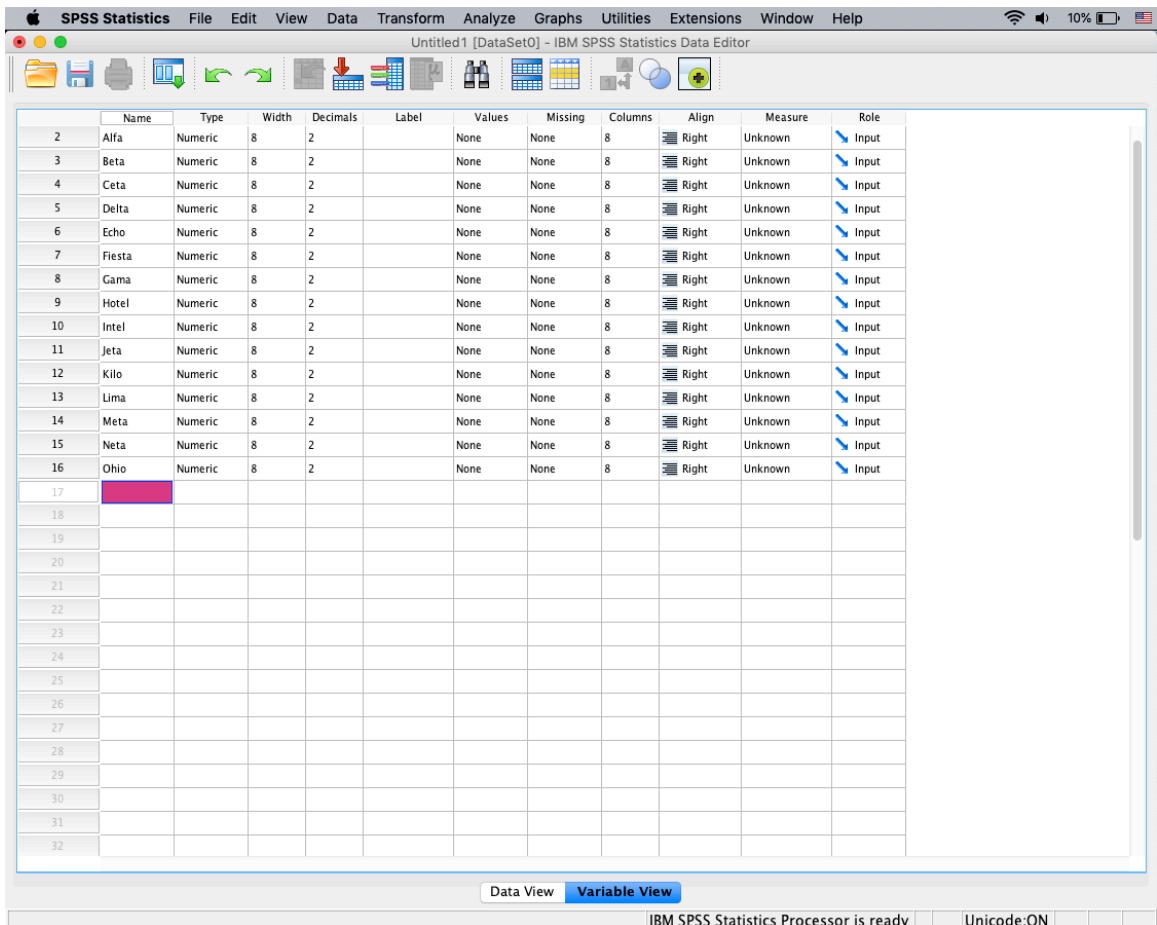 SPSS Statistics File Edit View Data Transform Analyze Graphs Utilities Extensions Window Help 10%
Untitled1 [DataSet0] - IBM SPSS Statistics Data Editor
Name Type Width Decimals Label Values Missing Columns Align Measure Role
2 Alfa Numeric 8 2 None None 8 Right Unknown Input
3 Beta Numeric 8 2 None None 8 Right Unknown Input
4 Ceta Numeric 8 2 None None 8 Right Unknown Input
5 Delta Numeric 8 2 None None 8 Right Unknown Input
6 Echo Numeric 8 2 None None 8 Right Unknown Input
7 Fiesta Numeric 8 2 None None 8 Right Unknown Input
8 Gama Numeric 8 2 None None 8 Right Unknown Input
9 Hotel Numeric 8 2 None None 8 Right Unknown Input
10 Intel Numeric 8 2 None None 8 Right Unknown Input
11 Jeta Numeric 8 2 None None 8 Right Unknown Input
12 Kilo Numeric 8 2 None None 8 Right Unknown Input
13 Lima Numeric 8 2 None None 8 Right Unknown Input
14 Meta Numeric 8 2 None None 8 Right Unknown Input
15 Neta Numeric 8 2 None None 8 Right Unknown Input
16 Ohio Numeric 8 2 None None 8 Right Unknown Input
17
18
19
20
21
22
23
24
25
26
27
28
29
30
31
32
Data View Variable View
IBM SPSS Statistics Processor is ready Unicode:ON